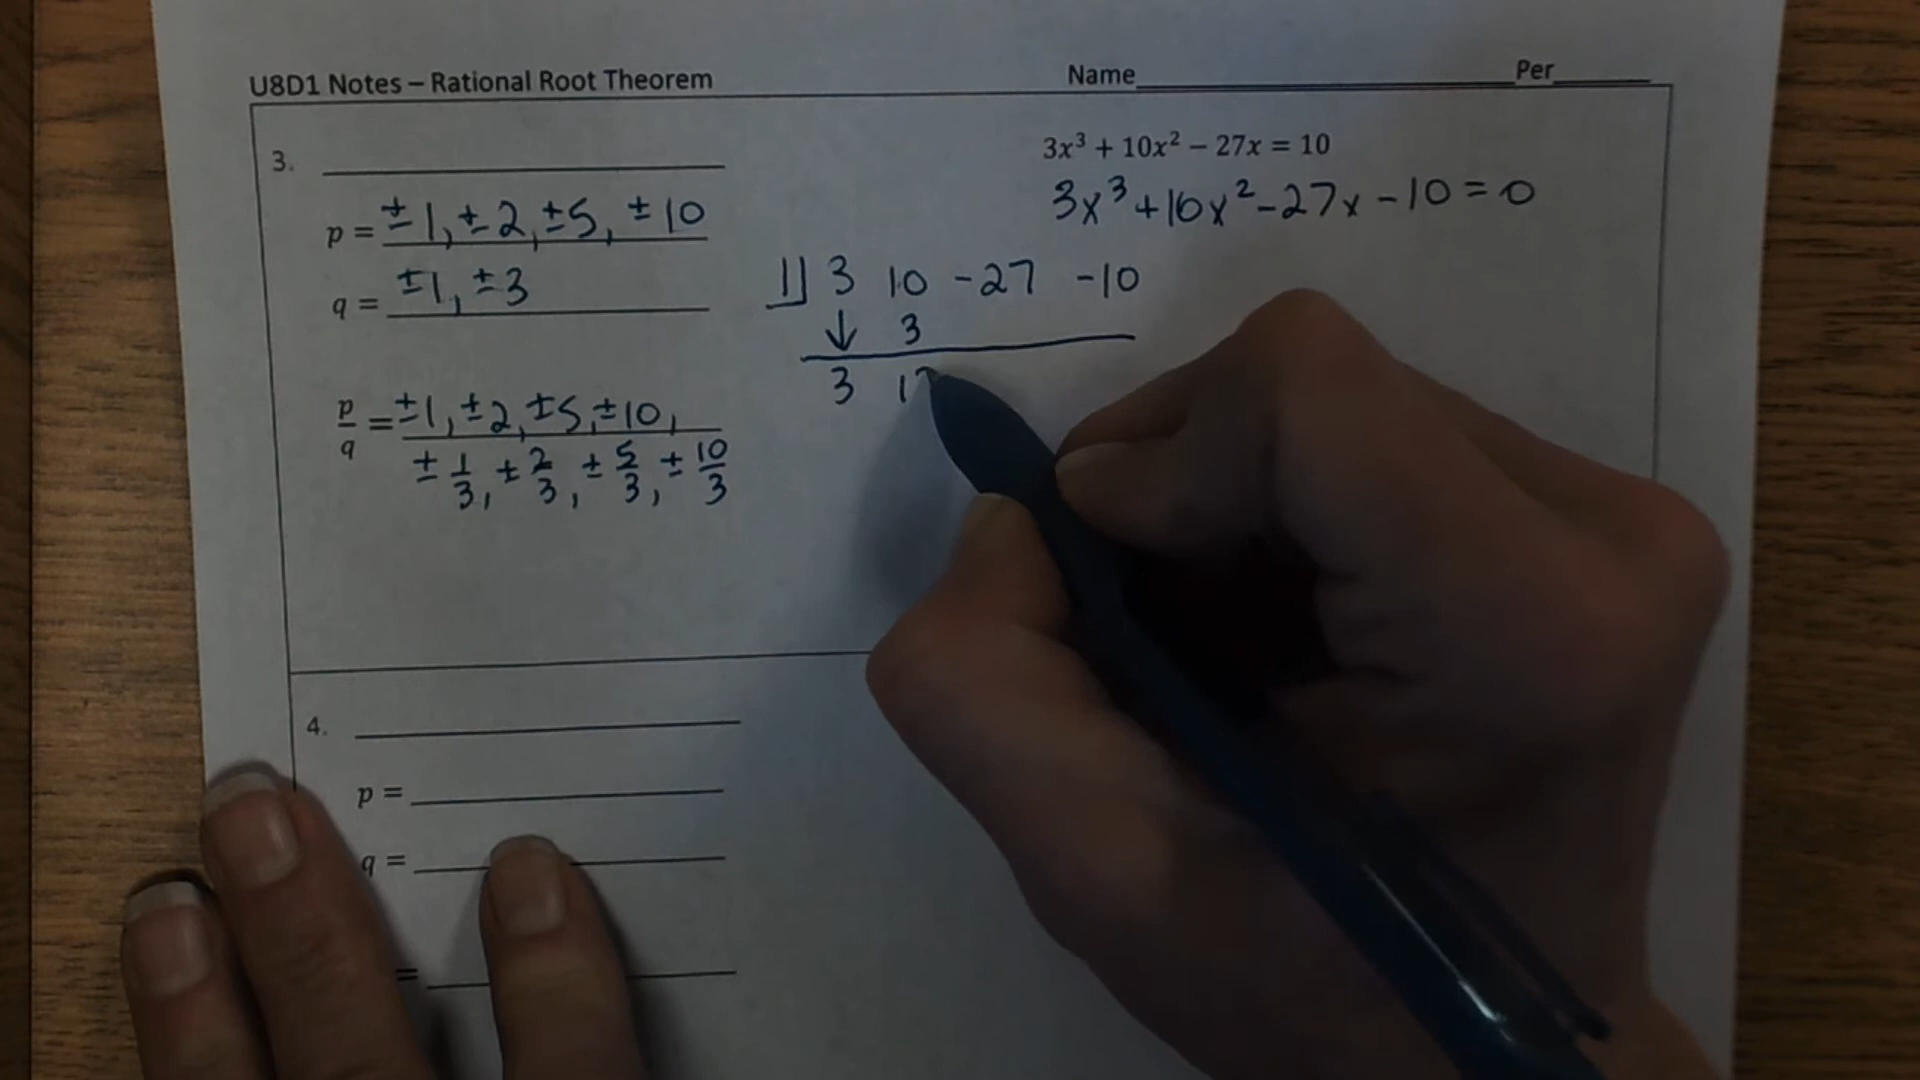 U8D1 Notes – Rational Root Theorem Name Per
3.
3x³ + 10x² − 27x = 10
3x³+10x²-27x-10=0
p = ±1, ±2, ±5, ±10
q = ±1, ±3
1 3 10 -27 -10
↓ 3
3 1
p/q = ±1, ±2, ±5, ±10,
± 1/3, ± 2/3, ± 5/3, ± 10/3
4.
p =
q =
=